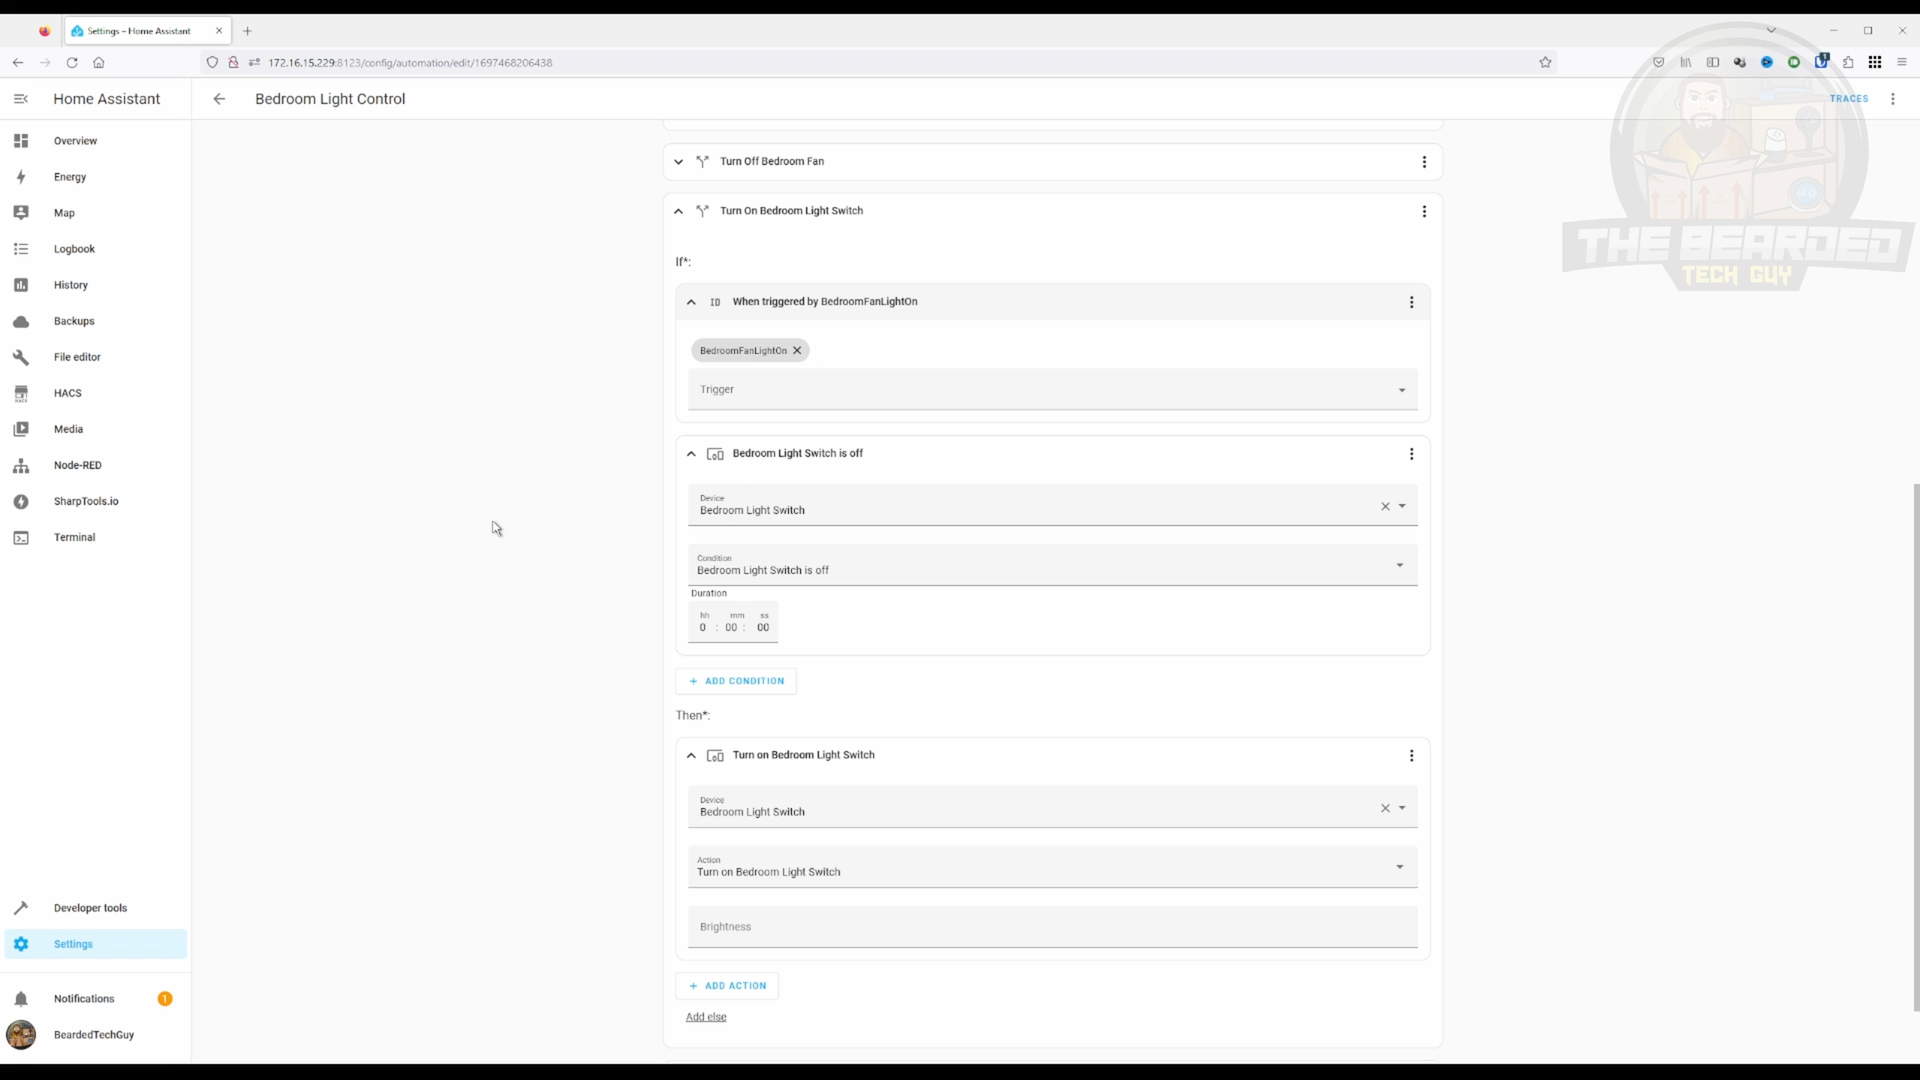 Settings – Home Assistant
172.16.15.229:8123/config/automation/edit/1697468206438
1
Home Assistant
Bedroom Light Control
TRACES
Overview
Energy
Map
Logbook
History
Backups
File editor
HACS
HACS
Media
Node-RED
SharpTools.io
Terminal
Developer tools
Settings
Notifications
1
BeardedTechGuy
Turn Off Bedroom Fan
Turn On Bedroom Light Switch
If*:
ID When triggered by BedroomFanLightOn
BedroomFanLightOn
Trigger
Bedroom Light Switch is off
Device
Bedroom Light Switch
Condition
Bedroom Light Switch is off
Duration
hh mm ss
0 : 00 : 00
+ ADD CONDITION
Then*:
Turn on Bedroom Light Switch
Device
Bedroom Light Switch
Action
Turn on Bedroom Light Switch
Brightness
+ ADD ACTION
Add else
THE BEARDED
TECH GUY